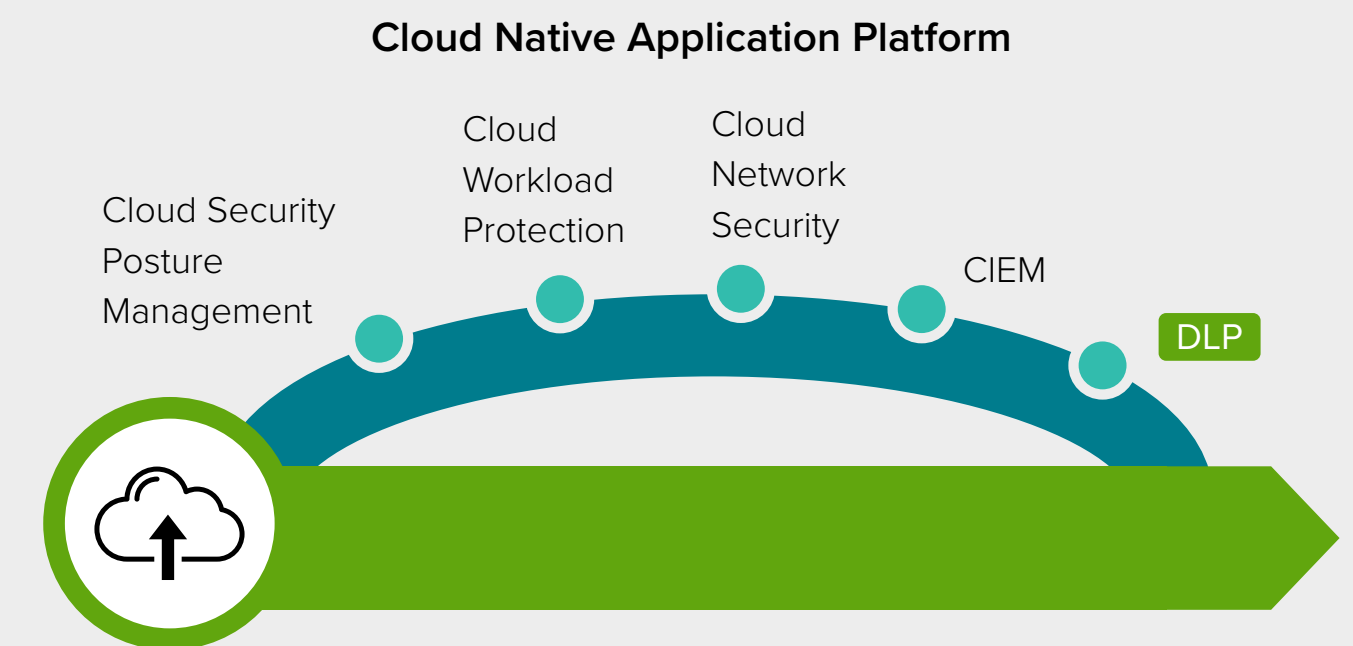 Cloud Native Application Platform
Cloud Security
Posture
Management
Cloud
Workload
Protection
Cloud
Network
Security
CIEM
DLP